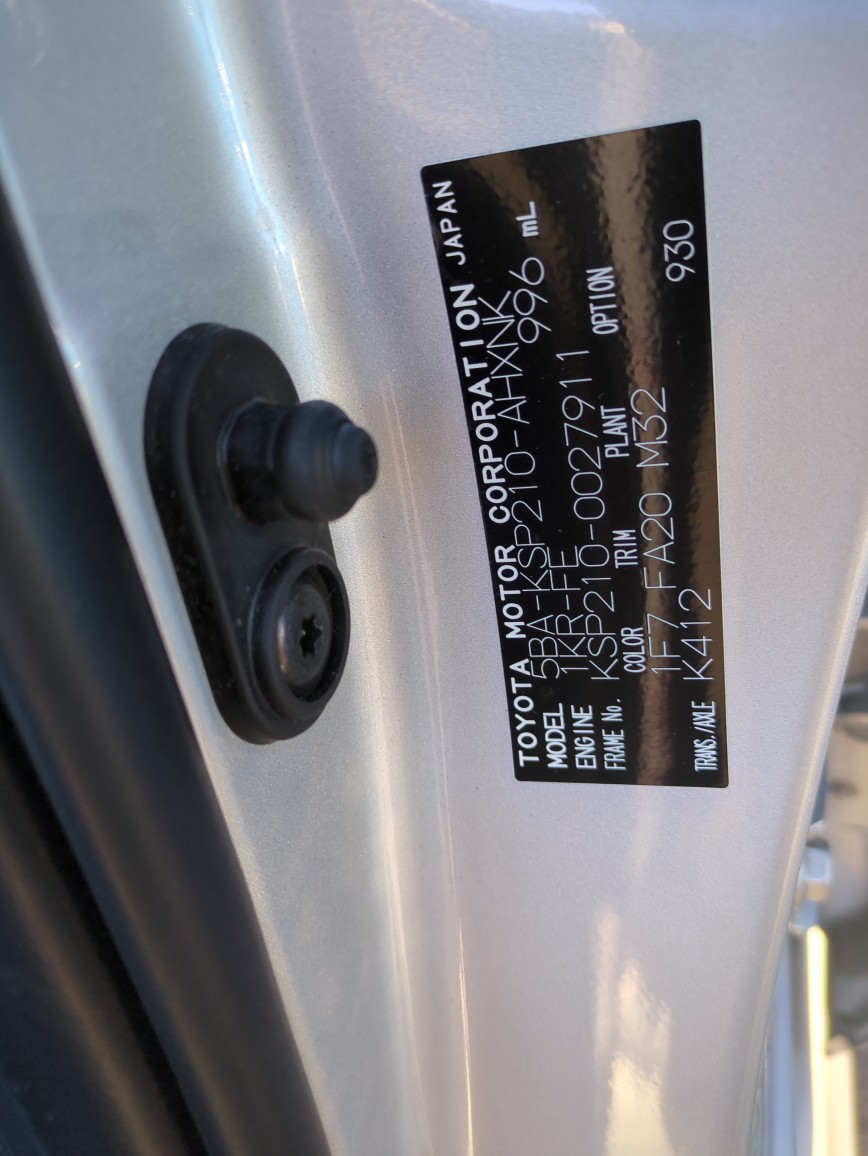 TOYOTA MOTOR CORPORATION JAPAN
MODEL 5BA-KSP210-AHXNK
ENGINE 1KR-FE 996 mL
FRAME No. KSP210-0027911
COLOR TRIM PLANT OPTION
1F7 FA20 M32
TRANS./AXLE K412 930